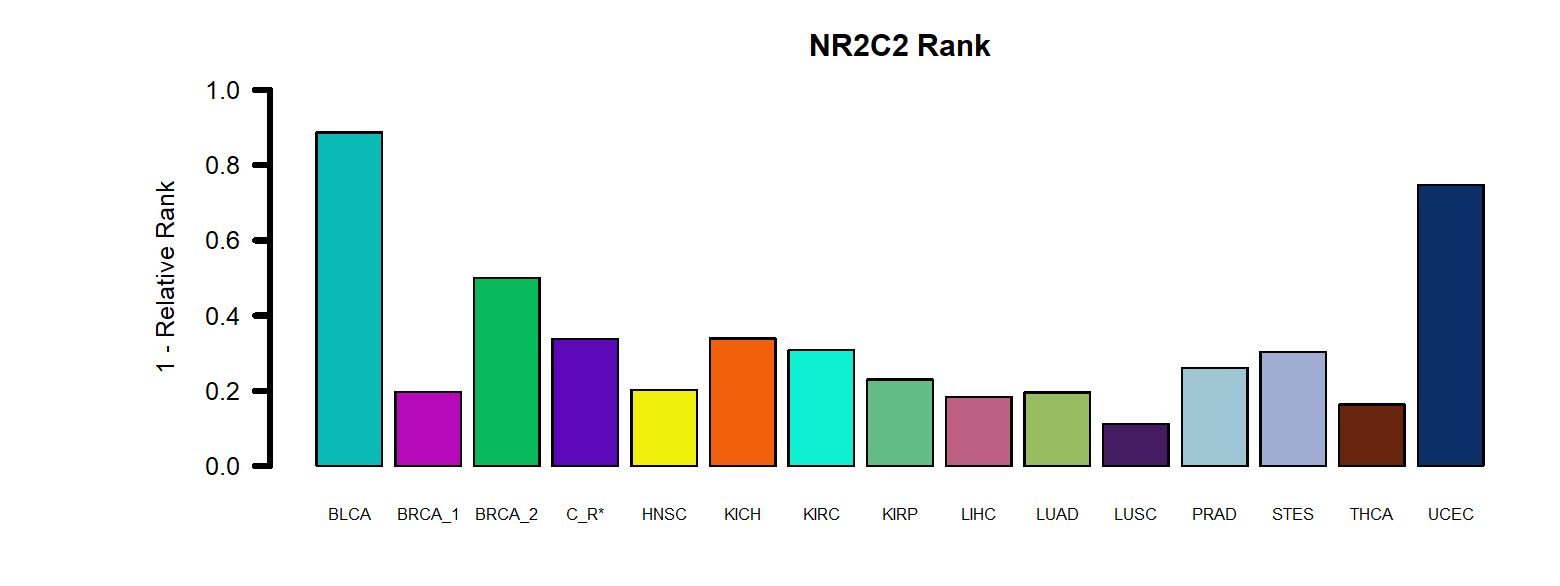 NR2C2 Rank
1 - Relative Rank
1.0
0.8
0.6
0.4
0.2
0.0
BLCA BRCA_1 BRCA_2 C_R* HNSC KICH KIRC KIRP LIHC LUAD LUSC PRAD STES THCA UCEC